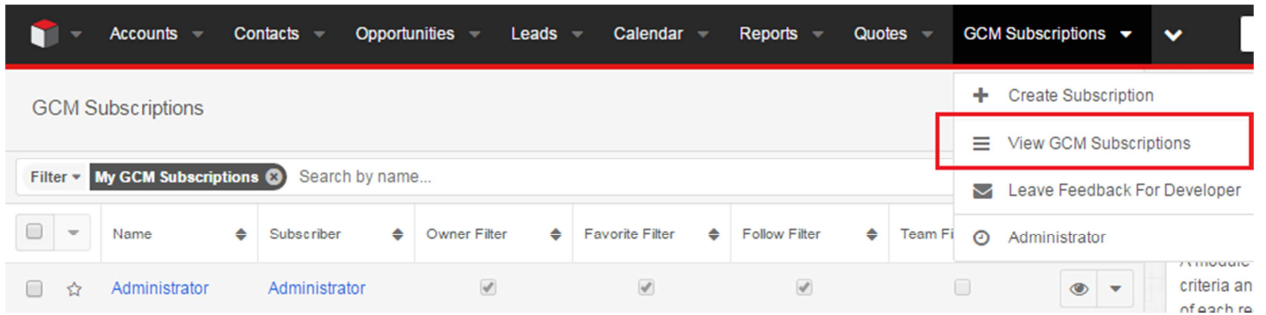 Accounts Contacts Opportunities Leads Calendar Reports Quotes GCM Subscriptions
GCM Subscriptions
Create Subscription
View GCM Subscriptions
Filter My GCM Subscriptions Search by name...
Leave Feedback For Developer
Name Subscriber Owner Filter Favorite Filter Follow Filter Team Fi
Administrator
Administrator Administrator
A module
criteria an
of each re